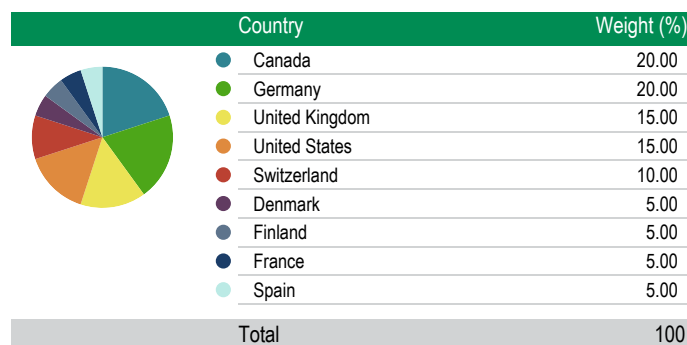 Country Weight (%)
Canada 20.00
Germany 20.00
United Kingdom 15.00
United States 15.00
Switzerland 10.00
Denmark 5.00
Finland 5.00
France 5.00
Spain 5.00
Total 100